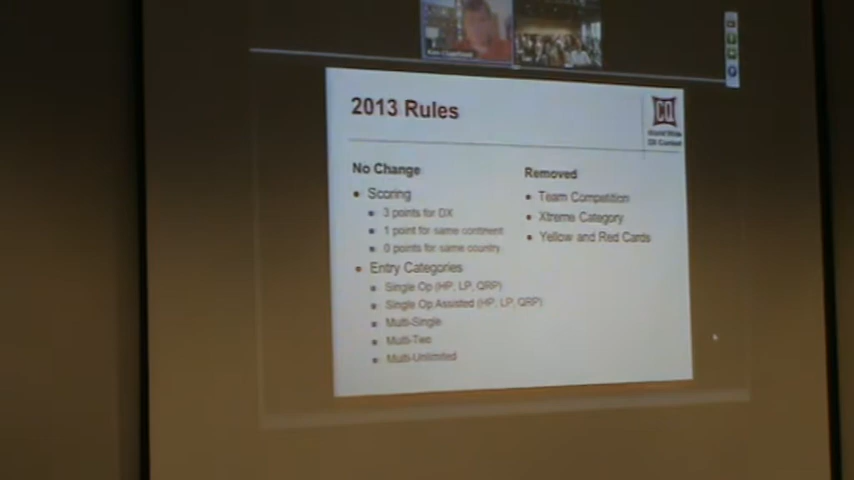 2013 Rules
CQ
World Wide
DX Contest
No Change
• Scoring
• 3 points for DX
• 1 point for same continent
• 0 points for same country
• Entry Categories
• Single Op (HP, LP, QRP)
• Single Op Assisted (HP, LP, QRP)
• Multi-Single
• Multi-Two
• Multi-Unlimited
Removed
• Team Competition
• Xtreme Category
• Yellow and Red Cards